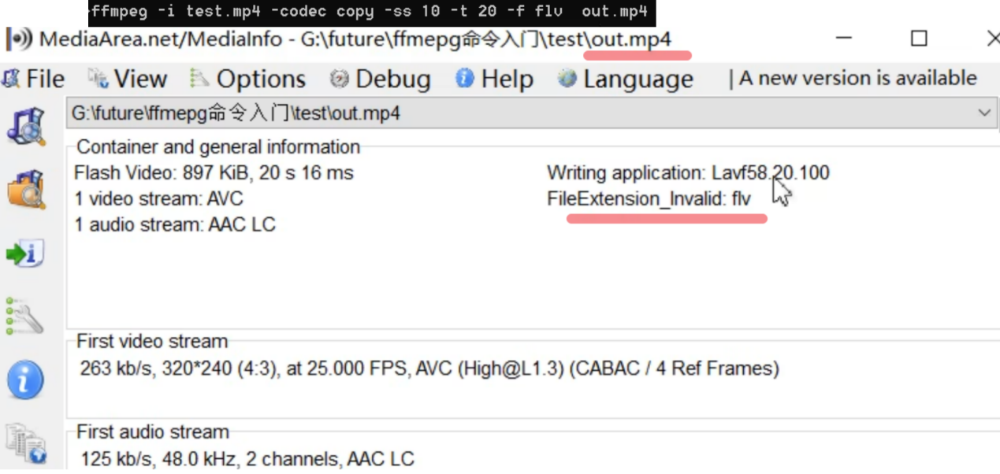 ffmpeg -i test.mp4 -codec copy -ss 10 -t 20 -f flv out.mp4
MediaArea.net/MediaInfo - G:\future\ffmepg命令入门\test\out.mp4
File View Options Debug Help Language | A new version is available
G:\future\ffmepg命令入门\test\out.mp4
Container and general information
Flash Video: 897 KiB, 20 s 16 ms Writing application: Lavf58.20.100
1 video stream: AVC FileExtension_Invalid: flv
1 audio stream: AAC LC
First video stream
263 kb/s, 320*240 (4:3), at 25.000 FPS, AVC (High@L1.3) (CABAC / 4 Ref Frames)
First audio stream
125 kb/s, 48.0 kHz, 2 channels, AAC LC